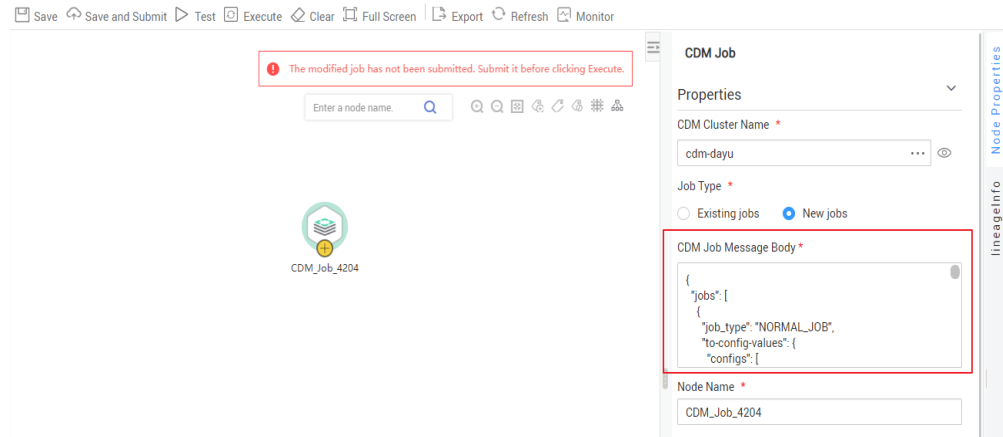 Save Save and Submit Test Execute Clear Full Screen Export Refresh Monitor
The modified job has not been submitted. Submit it before clicking Execute.
Enter a node name.
CDM_Job_4204
CDM Job
Properties
CDM Cluster Name *
cdm-dayu ...
Job Type *
Existing jobs New jobs
CDM Job Message Body *
{
"jobs": [
{
"job_type": "NORMAL_JOB",
"to-config-values": {
"configs": [
Node Name *
CDM_Job_4204
Node Properties
lineageInfo